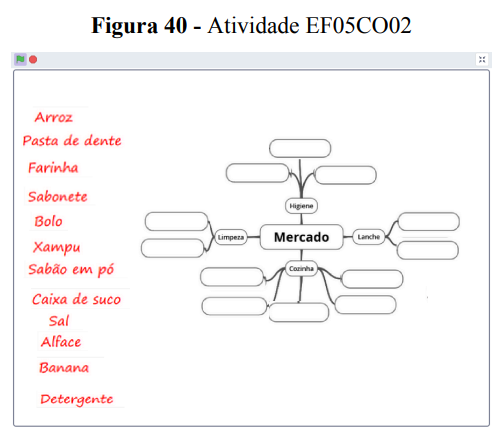 Figura 40 - Atividade EF05CO02
Arroz
Pasta de dente
Farinha
Sabonete
Bolo
Xampu
Sabão em pó
Caixa de suco
Sal
Alface
Banana
Detergente
Higiene
Limpeza
Mercado
Lanche
Cozinha